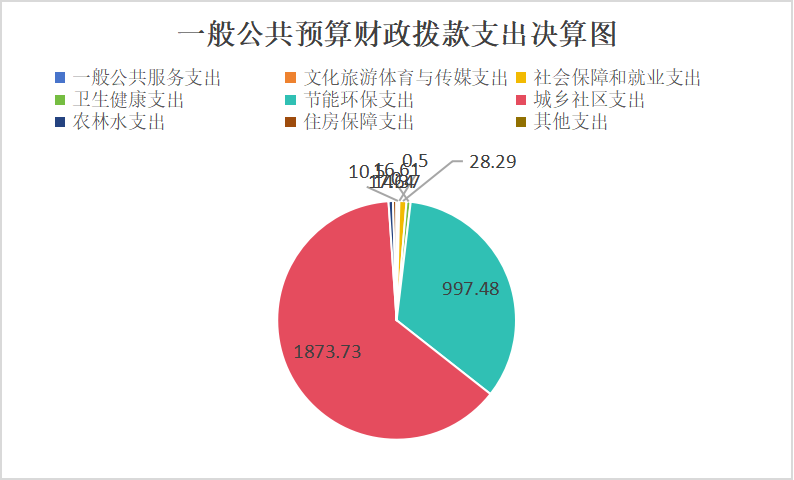 一般公共预算财政拨款支出决算图
一般公共服务支出 文化旅游体育与传媒支出 社会保障和就业支出
卫生健康支出 节能环保支出 城乡社区支出
农林水支出 住房保障支出 其他支出
0.5
28.29
997.48
1873.73